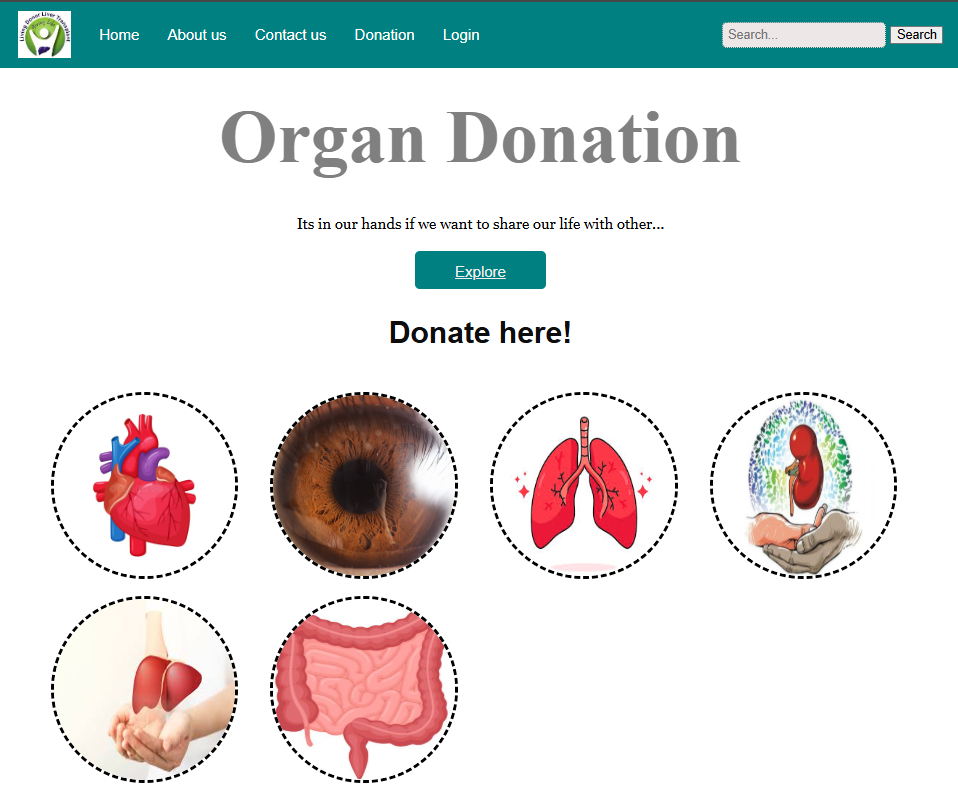 Living Donor Liver Transplant
Home
About us
Contact us
Donation
Login
Search...
Search
Organ Donation
Its in our hands if we want to share our life with other...
Explore
Donate here!